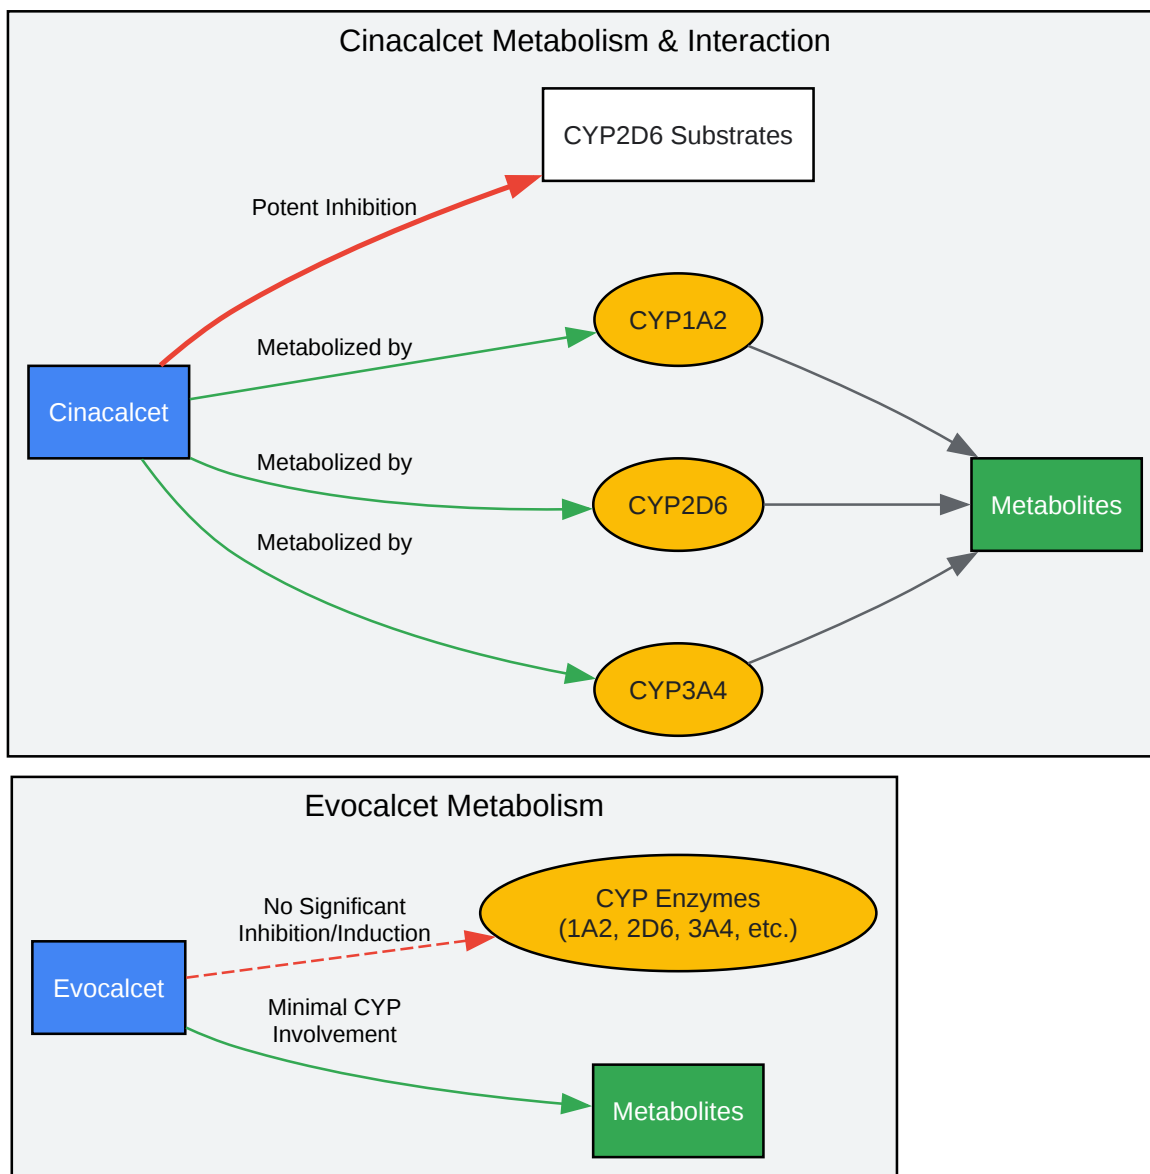 Cinacalcet Metabolism & Interaction
CYP2D6 Substrates
Potent Inhibition
CYP1A2
Metabolized by
Cinacalcet
Metabolized by
CYP2D6
Metabolites
Metabolized by
CYP3A4
Evocalcet Metabolism
CYP Enzymes
(1A2, 2D6, 3A4, etc.)
No Significant
Inhibition/Induction
Evocalcet
Minimal CYP
Involvement
Metabolites